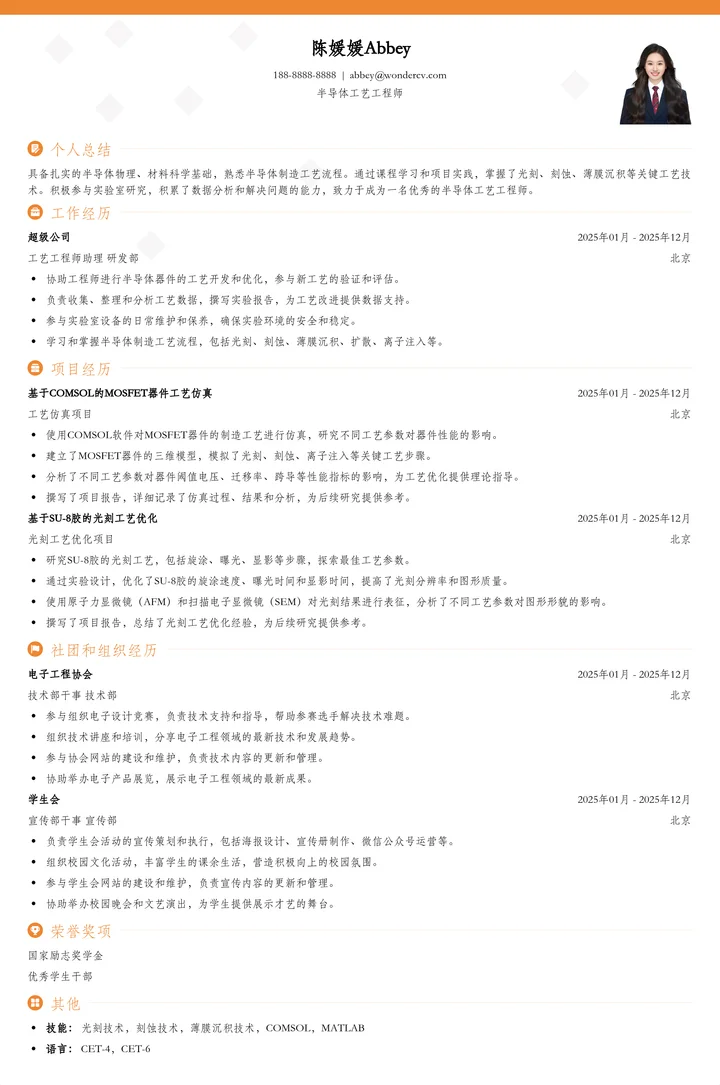 陈媛媛Abbey
188-8888-8888 | abbey@wondercv.com
半导体工艺工程师
个人总结
具备扎实的半导体物理、材料科学基础，熟悉半导体制造工艺流程。通过课程学习和项目实践，掌握了光刻、刻蚀、薄膜沉积等关键工艺技
术。积极参与实验室研究，积累了数据分析和解决问题的能力，致力于成为一名优秀的半导体工艺工程师。
工作经历
超级公司 2025年01月 - 2025年12月
工艺工程师助理 研发部 北京
• 协助工程师进行半导体器件的工艺开发和优化，参与新工艺的验证和评估。
• 负责收集、整理和分析工艺数据，撰写实验报告，为工艺改进提供数据支持。
• 参与实验室设备的日常维护和保养，确保实验环境的安全和稳定。
• 学习和掌握半导体制造工艺流程，包括光刻、刻蚀、薄膜沉积、扩散、离子注入等。
项目经历
基于COMSOL的MOSFET器件工艺仿真 2025年01月 - 2025年12月
工艺仿真项目 北京
• 使用COMSOL软件对MOSFET器件的制造工艺进行仿真，研究不同工艺参数对器件性能的影响。
• 建立了MOSFET器件的三维模型，模拟了光刻、刻蚀、离子注入等关键工艺步骤。
• 分析了不同工艺参数对器件阈值电压、迁移率、跨导等性能指标的影响，为工艺优化提供理论指导。
• 撰写了项目报告，详细记录了仿真过程、结果和分析，为后续研究提供参考。
基于SU-8胶的光刻工艺优化 2025年01月 - 2025年12月
光刻工艺优化项目 北京
• 研究SU-8胶的光刻工艺，包括旋涂、曝光、显影等步骤，探索最佳工艺参数。
• 通过实验设计，优化了SU-8胶的旋涂速度、曝光时间和显影时间，提高了光刻分辨率和图形质量。
• 使用原子力显微镜（AFM）和扫描电子显微镜（SEM）对光刻结果进行表征，分析了不同工艺参数对图形形貌的影响。
• 撰写了项目报告，总结了光刻工艺优化经验，为后续研究提供参考。
社团和组织经历
电子工程协会 2025年01月 - 2025年12月
技术部干事 技术部 北京
• 参与组织电子设计竞赛，负责技术支持和指导，帮助参赛选手解决技术难题。
• 组织技术讲座和培训，分享电子工程领域的最新技术和发展趋势。
• 参与协会网站的建设和维护，负责技术内容的更新和管理。
• 协助举办电子产品展览，展示电子工程领域的最新成果。
学生会 2025年01月 - 2025年12月
宣传部干事 宣传部 北京
• 负责学生会活动的宣传策划和执行，包括海报设计、宣传册制作、微信公众号运营等。
• 组织校园文化活动，丰富学生的课余生活，营造积极向上的校园氛围。
• 参与学生会网站的建设和维护，负责宣传内容的更新和管理。
• 协助举办校园晚会和文艺演出，为学生提供展示才艺的舞台。
荣誉奖项
国家励志奖学金
优秀学生干部
其他
• 技能： 光刻技术，刻蚀技术，薄膜沉积技术，COMSOL，MATLAB
• 语言： CET-4，CET-6